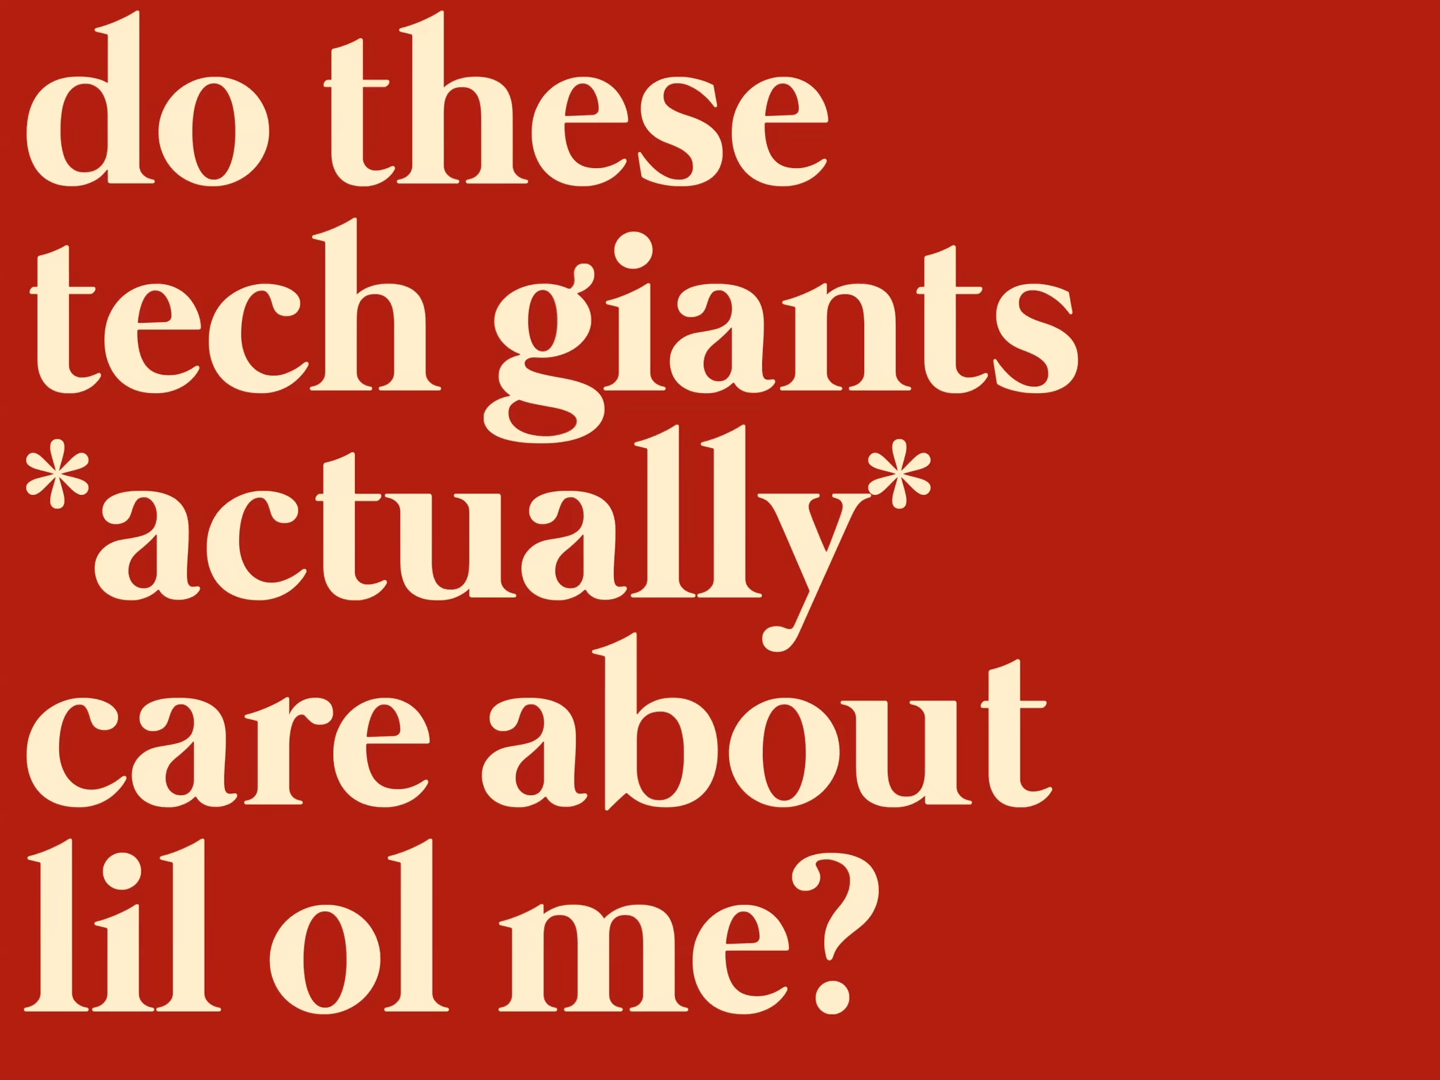 do these
tech giants
*actually*
care about
lil ol me?